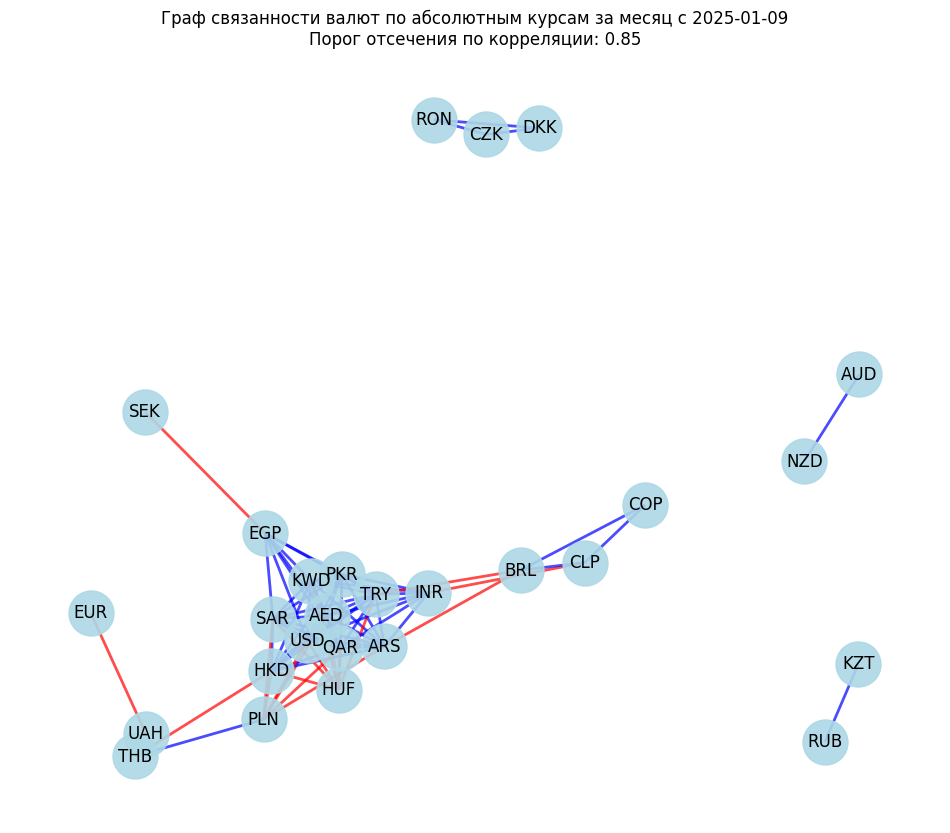 Граф связанности валют по абсолютным курсам за месяц с 2025-01-09
Порог отсечения по корреляции: 0.85
RON
CZK
DKK
AUD
SEK
NZD
COP
EGP
CLP
BRL
PKR
KWD
TRY
INR
EUR
AED
SAR
USD
QAR
ARS
KZT
HKD
HUF
PLN
UAH
RUB
THB